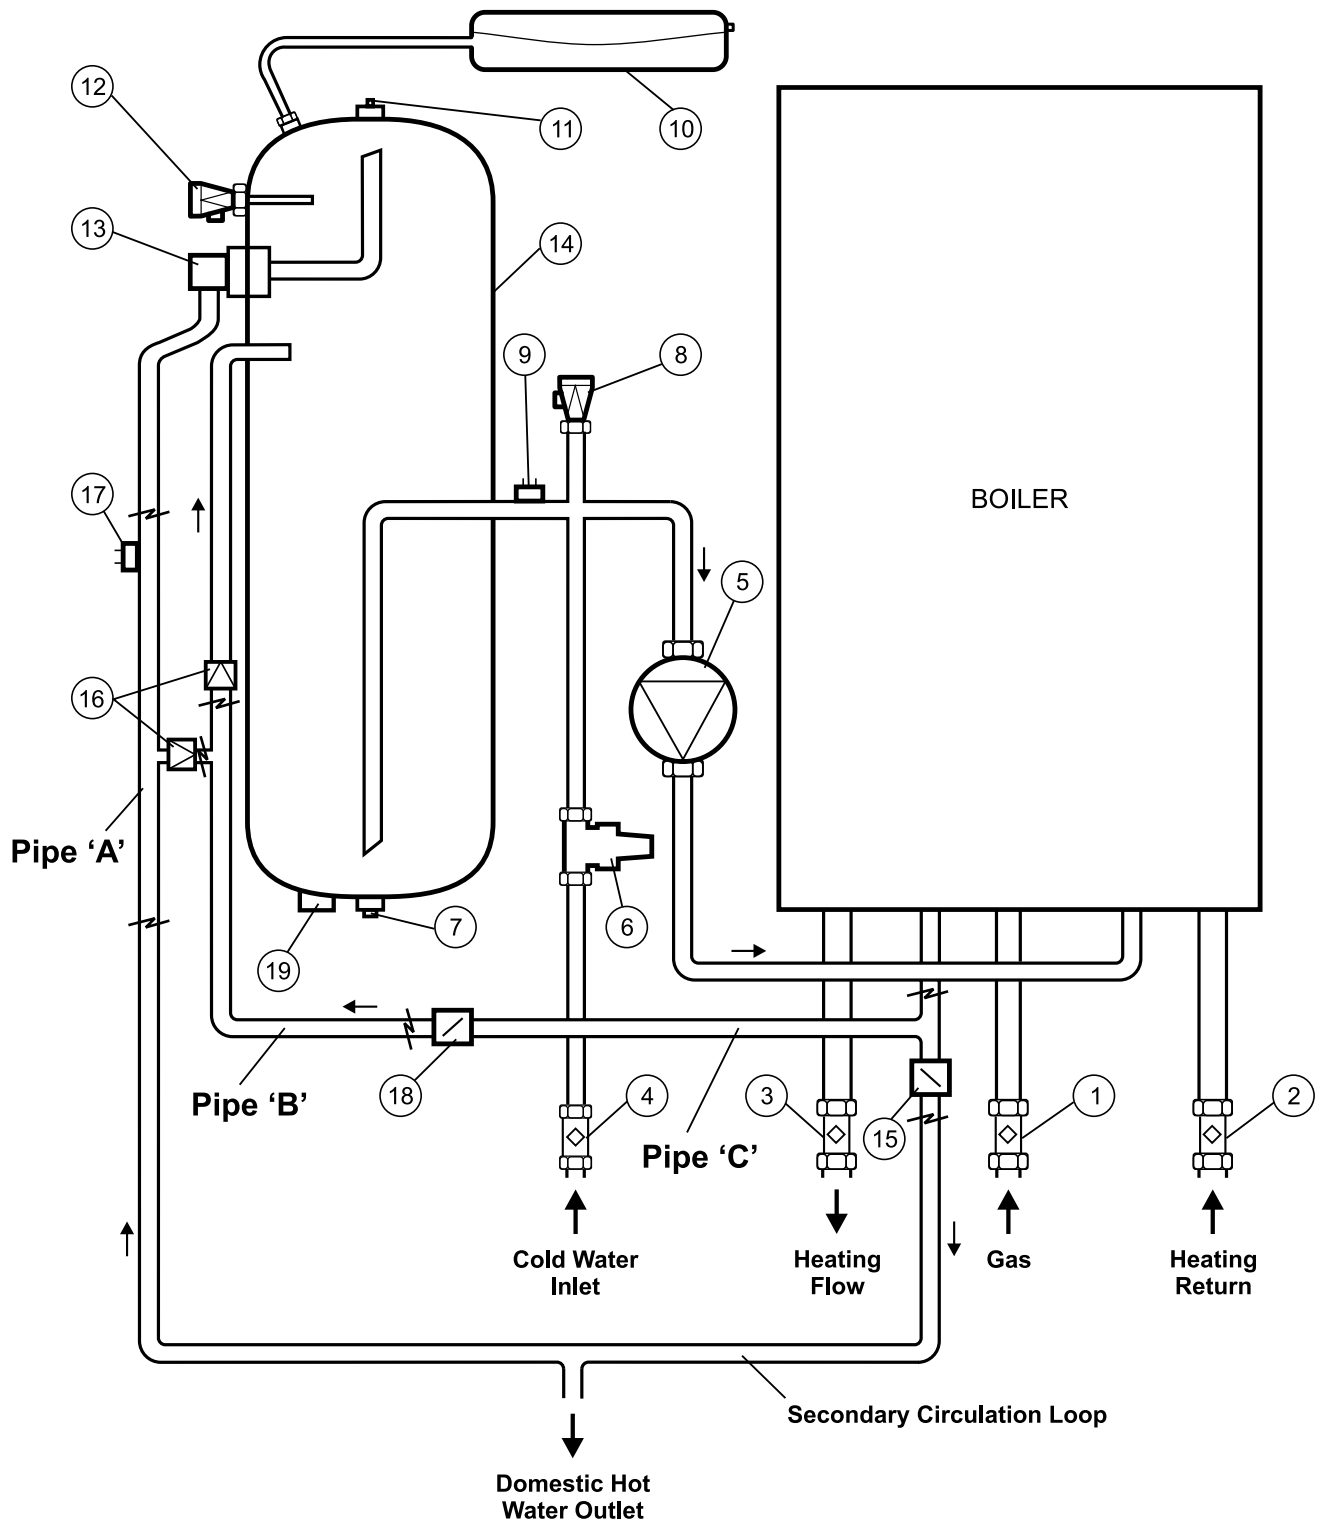 10
12
11
13
14
9
8
BOILER
17
5
16
Pipe ‘A’
7
6
19
Pipe ‘B’
18
4
3
1
2
15
Pipe ‘C’
Cold Water
Inlet
Heating
Flow
Gas
Heating
Return
Secondary Circulation Loop
Domestic Hot
Water Outlet